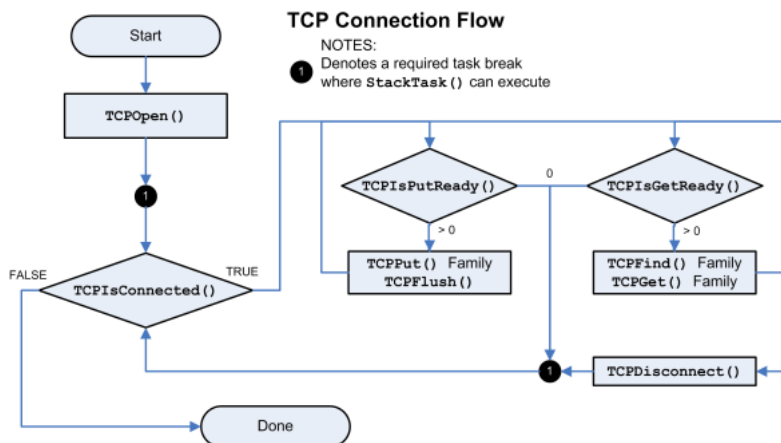 TCP Connection Flow
NOTES:
1 Denotes a required task break
where StackTask() can execute
Start
TCPOpen()
1
TCPIsConnected()
FALSE
TRUE
TCPIsPutReady()
0
TCPIsGetReady()
> 0
> 0
TCPPut() Family
TCPFlush()
TCPFind() Family
TCPGet() Family
1
TCPDisconnect()
Done